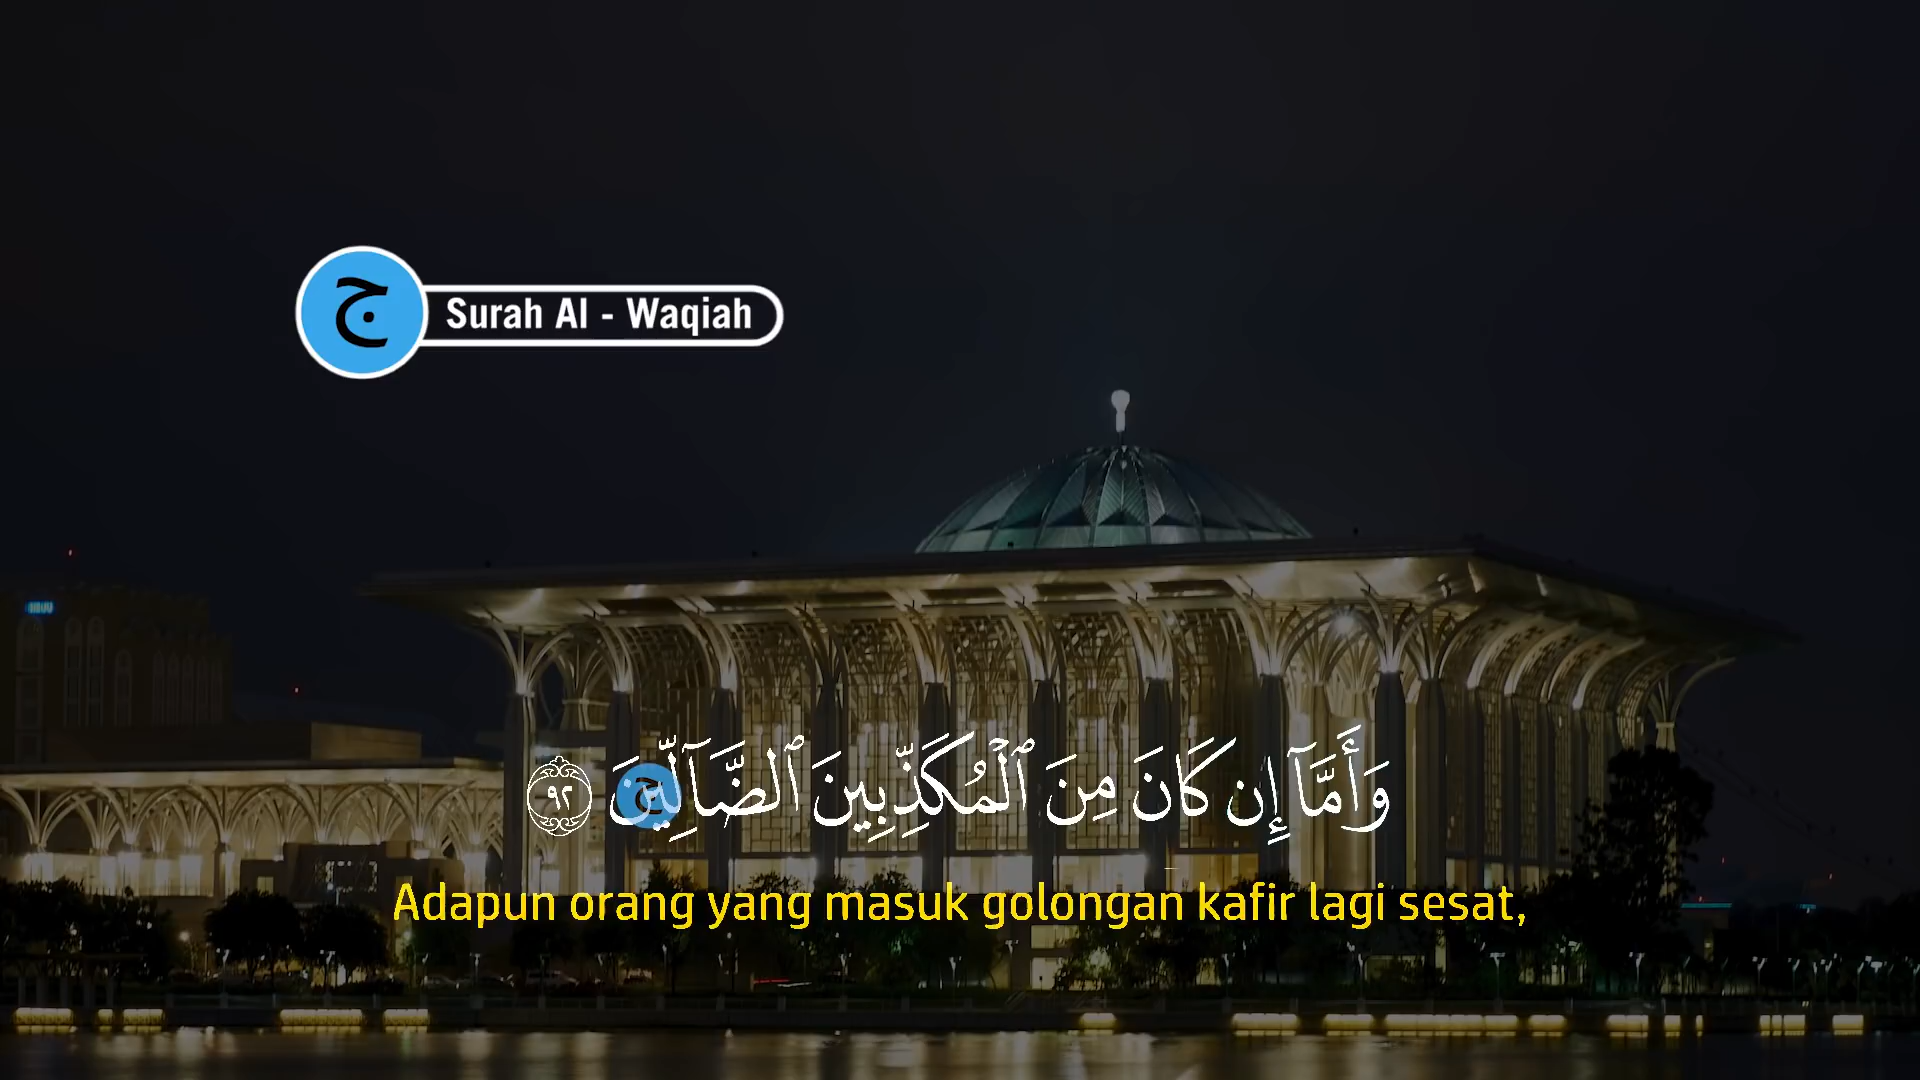 ج
Surah Al - Waqiah
وَأَمَّآ إِن كَانَ مِنَ ٱلْمُكَذِّبِينَ ٱلضَّآلِّينَ ٩٢
ج
Adapun orang yang masuk golongan kafir lagi sesat,